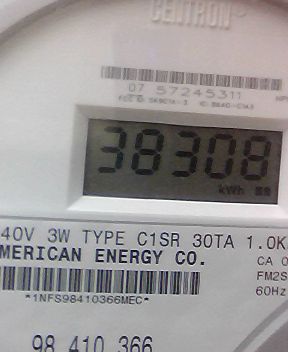 CENTRON
07 57245311
38308
kWh
40V 3W TYPE C1SR 30TA 1.0K
MERICAN ENERGY CO.
CA 0
FM2S
*1NFS98410366MEC*
60Hz
98 410 366